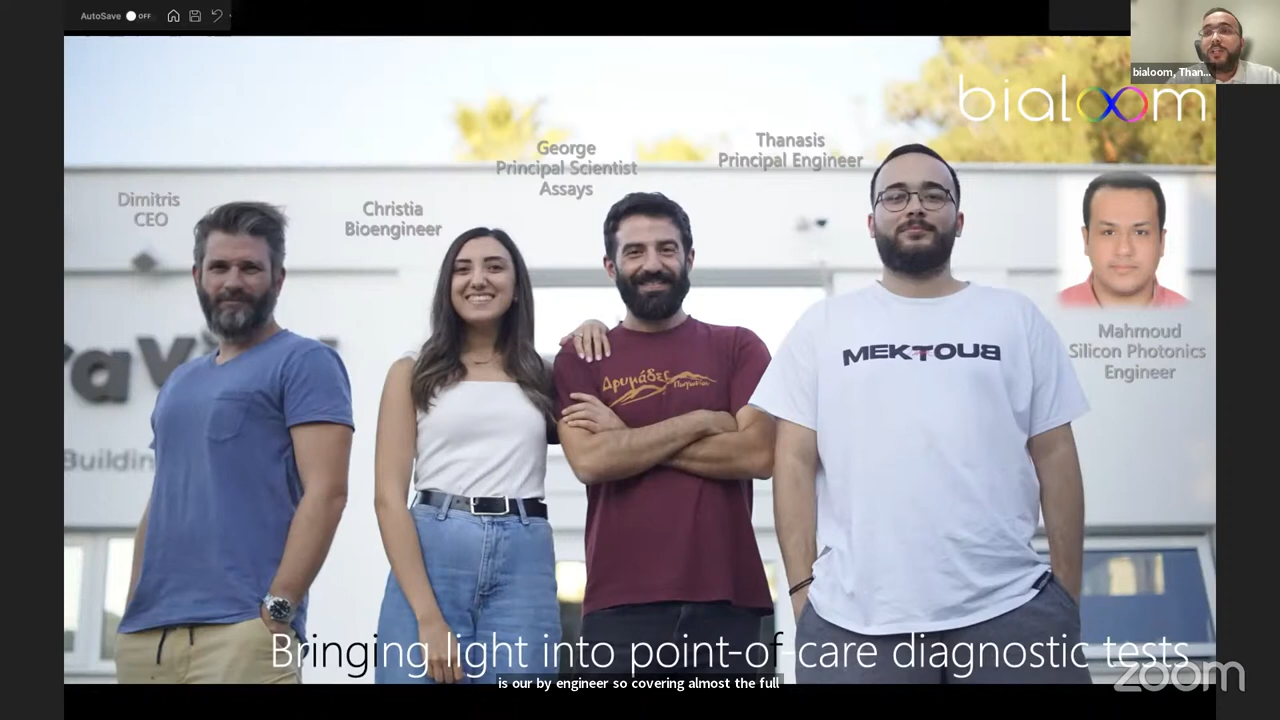 AutoSave OFF
bialoom, Than...
bialoom
George
Principal Scientist
Assays
Thanasis
Principal Engineer
Dimitris
CEO
Christia
Bioengineer
Δρυμάδες
MEKTOUB
Mahmoud
Silicon Photonics
Engineer
Buildin
Bringing light into point-of-care diagnostic tests
is our by engineer so covering almost the full
zoom